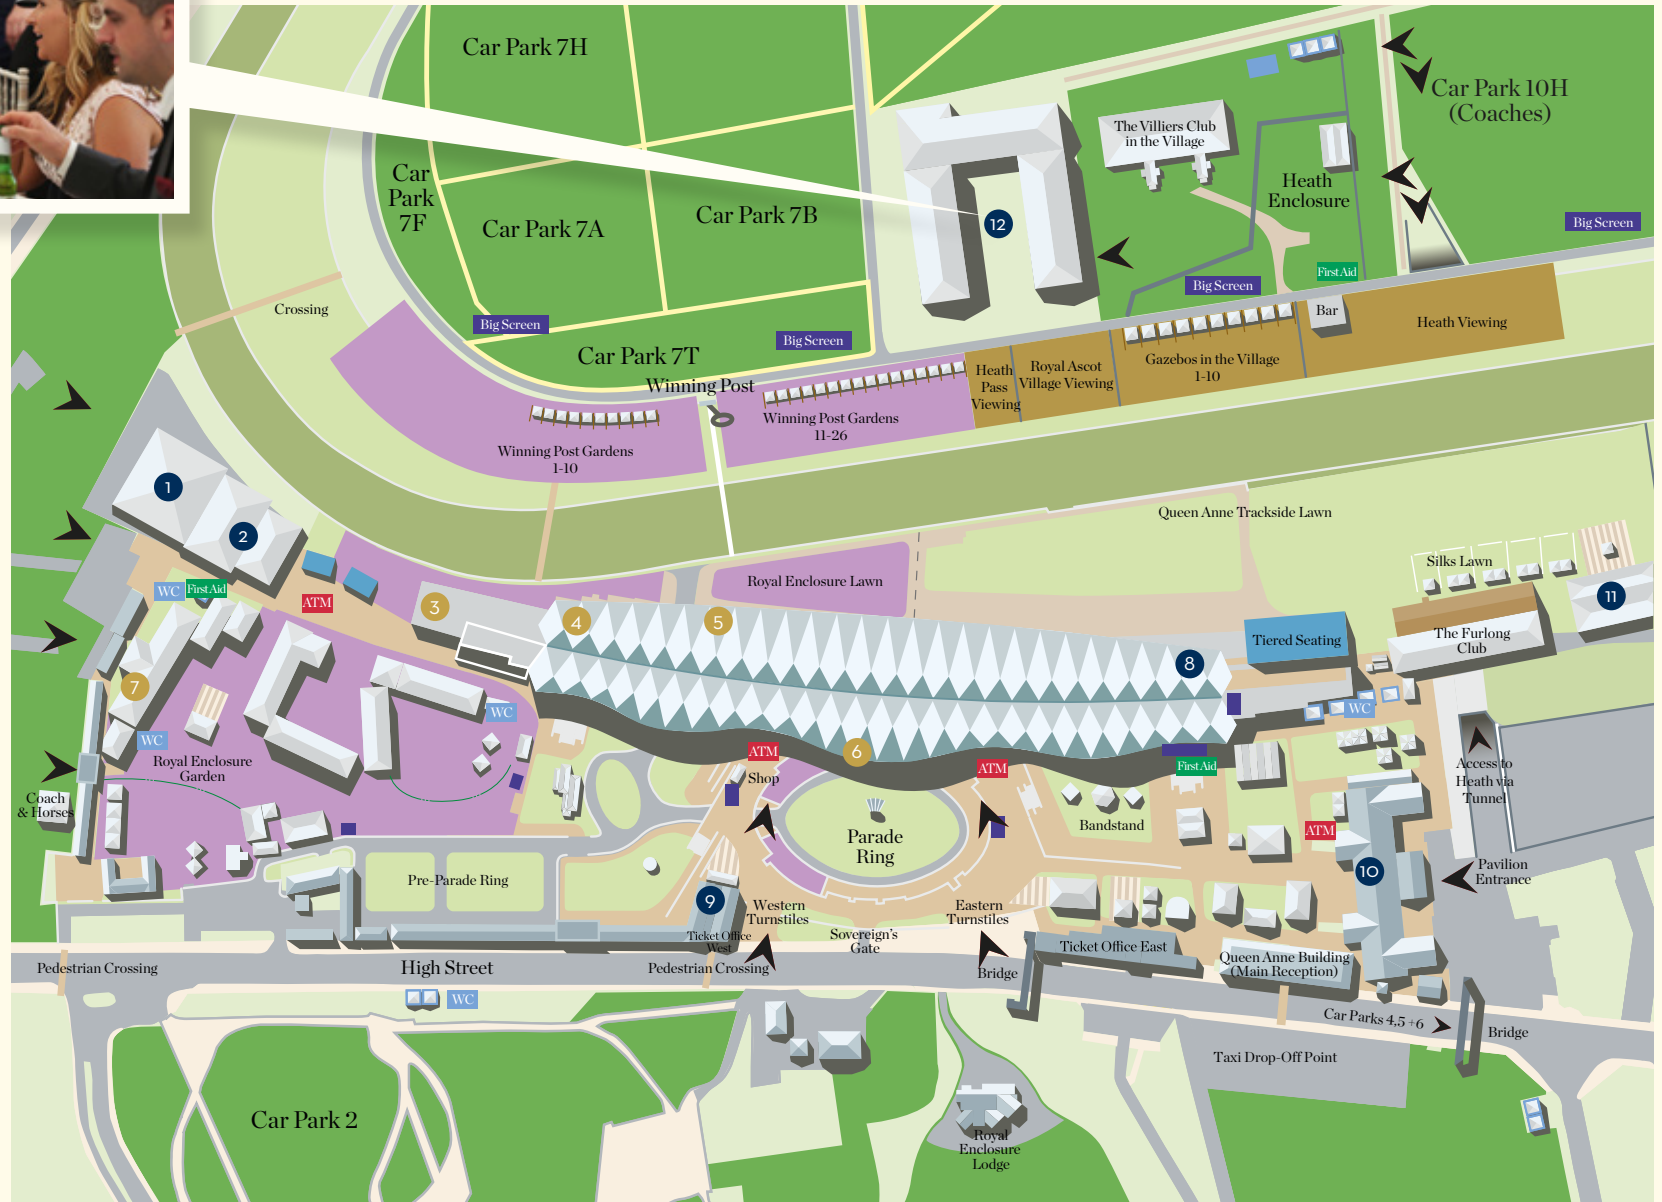 Car Park 7H
Car Park 10H
(Coaches)
The Villiers Club
in the Village
Car
Park
7F
Car Park 7A
Car Park 7B
12
Heath
Enclosure
Big Screen
First Aid
Big Screen
Crossing
Big Screen
Big Screen
Bar
Heath Viewing
Car Park 7T
Winning Post
Heath
Pass
Viewing
Royal Ascot
Village Viewing
Gazebos in the Village
1-10
Winning Post Gardens
11-26
Winning Post Gardens
1-10
1
2
Queen Anne Trackside Lawn
Silks Lawn
WC
First Aid
ATM
Royal Enclosure Lawn
3
4
5
11
Tiered Seating
The Furlong
Club
8
7
WC
WC
WC
Royal Enclosure
Garden
ATM
6
ATM
First Aid
Shop
Access to
Heath via
Tunnel
Coach
& Horses
Bandstand
ATM
Parade
Ring
Pre-Parade Ring
10
Pavilion
Entrance
9
Western
Turnstiles
Eastern
Turnstiles
Ticket Office
West
Sovereign's
Gate
Ticket Office East
Queen Anne Building
(Main Reception)
Pedestrian Crossing
High Street
Pedestrian Crossing
Bridge
WC
Car Parks 4,5 +6
Bridge
Taxi Drop-Off Point
Car Park 2
Royal
Enclosure
Lodge